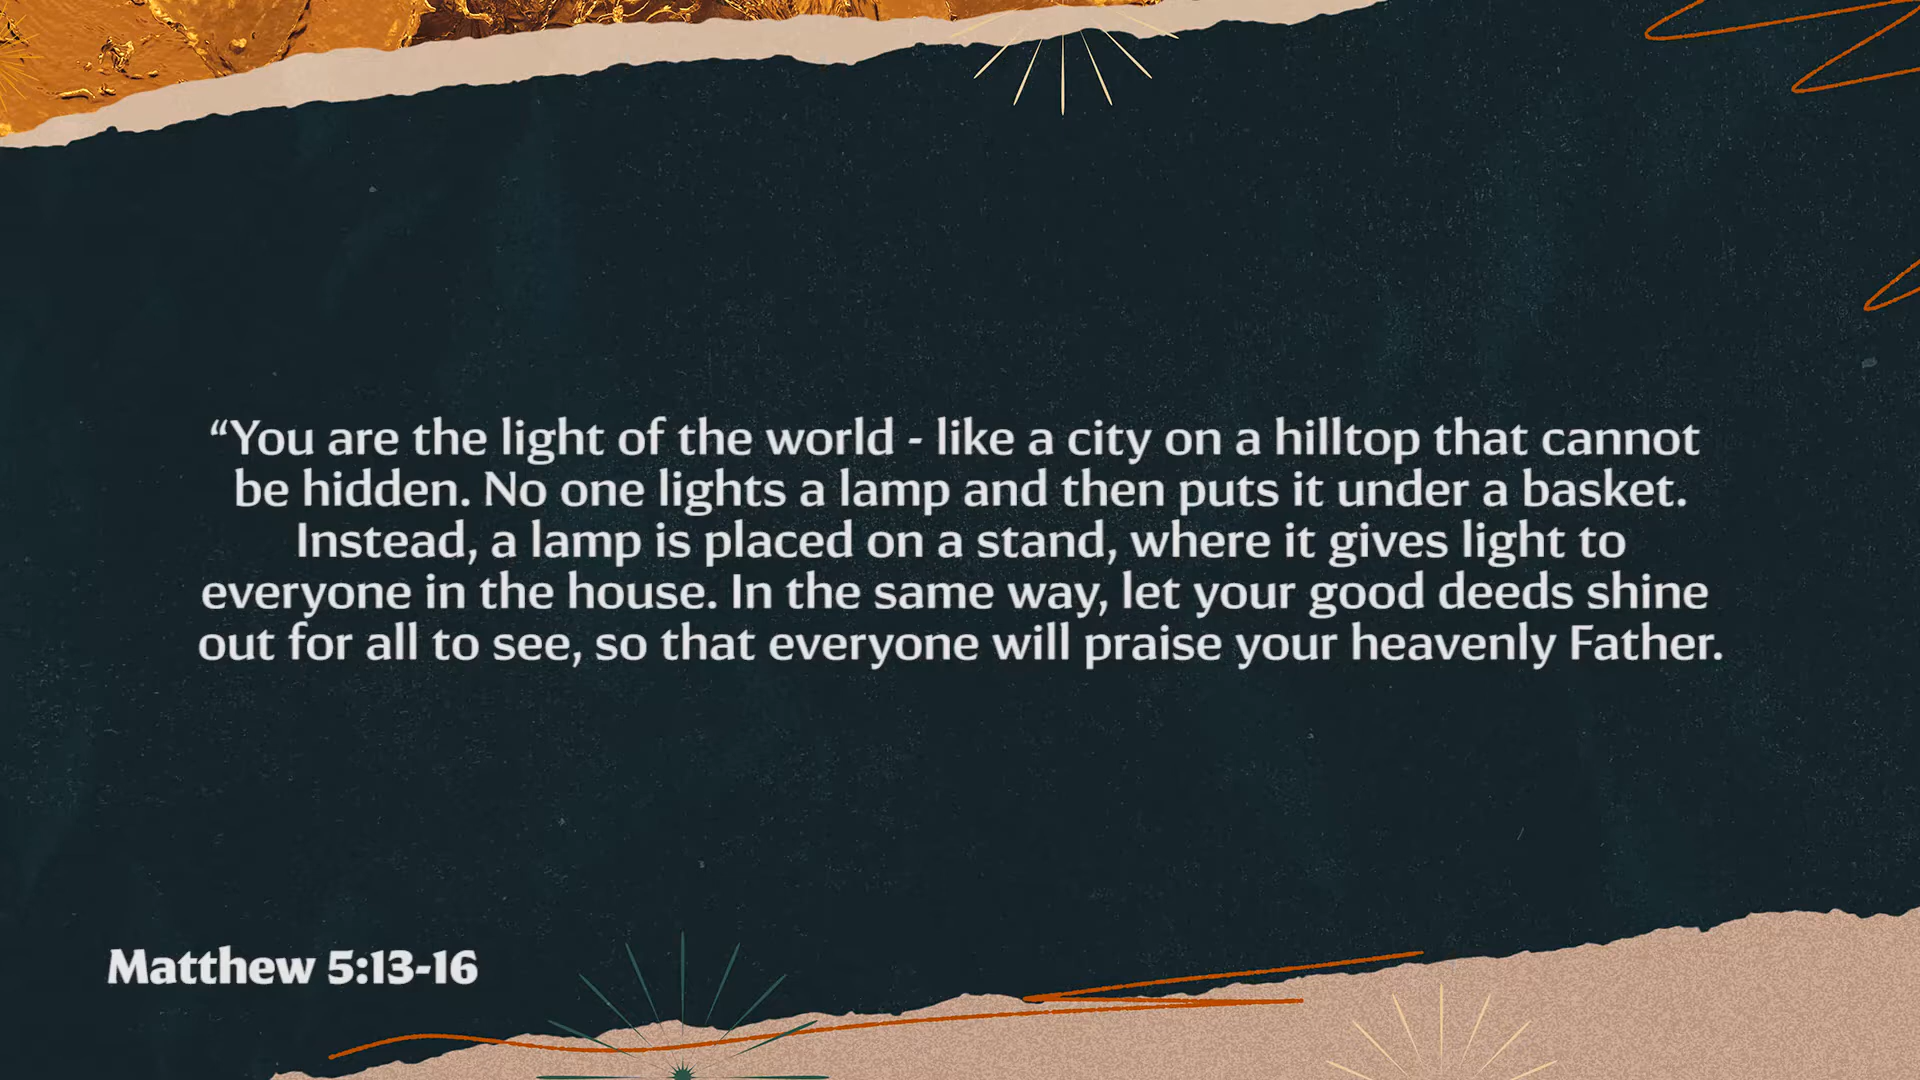 “You are the light of the world - like a city on a hilltop that cannot
be hidden. No one lights a lamp and then puts it under a basket.
Instead, a lamp is placed on a stand, where it gives light to
everyone in the house. In the same way, let your good deeds shine
out for all to see, so that everyone will praise your heavenly Father.
Matthew 5:13-16